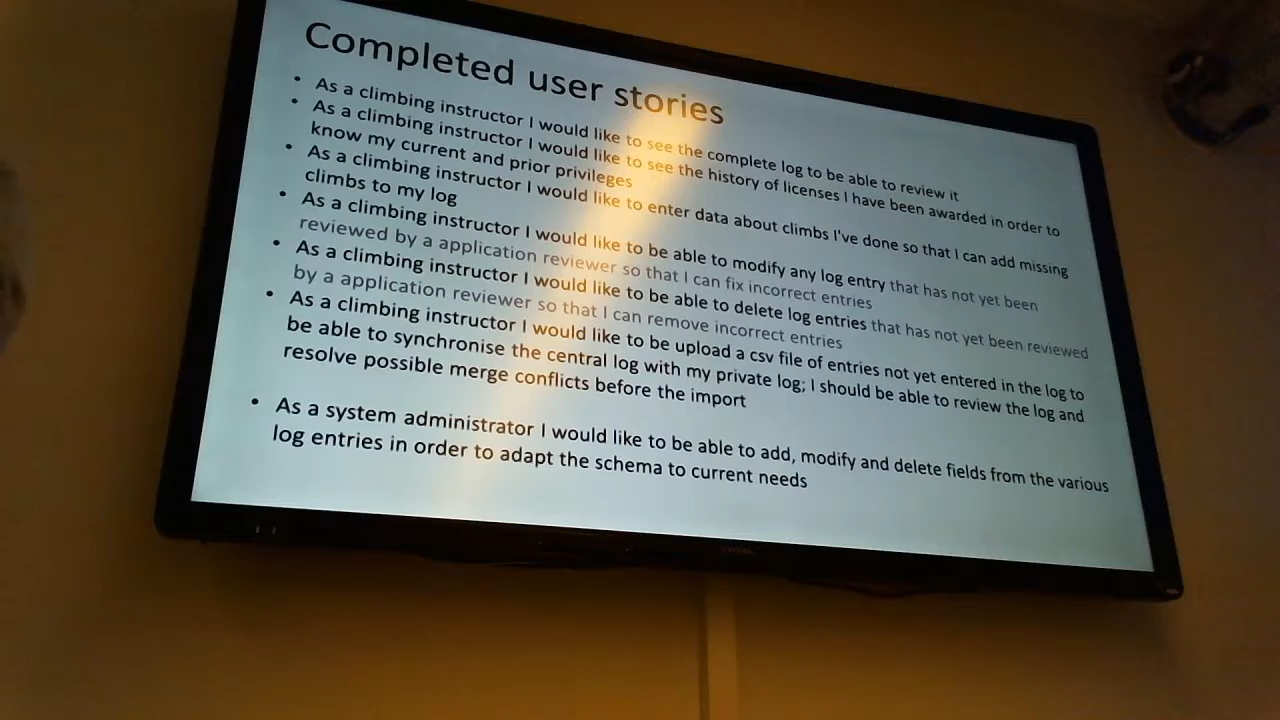 Completed user stories
• As a climbing instructor I would like to see the complete log to be able to review it
• As a climbing instructor I would like to see the history of licenses I have been awarded in order to
know my current and prior privileges
• As a climbing instructor I would like to enter data about climbs I've done so that I can add missing
climbs to my log
• As a climbing instructor I would like to be able to modify any log entry that has not yet been
reviewed by a application reviewer so that I can fix incorrect entries
• As a climbing instructor I would like to be able to delete log entries that has not yet been reviewed
by a application reviewer so that I can remove incorrect entries
• As a climbing instructor I would like to be upload a csv file of entries not yet entered in the log to
be able to synchronise the central log with my private log; I should be able to review the log and
resolve possible merge conflicts before the import
• As a system administrator I would like to be able to add, modify and delete fields from the various
log entries in order to adapt the schema to current needs